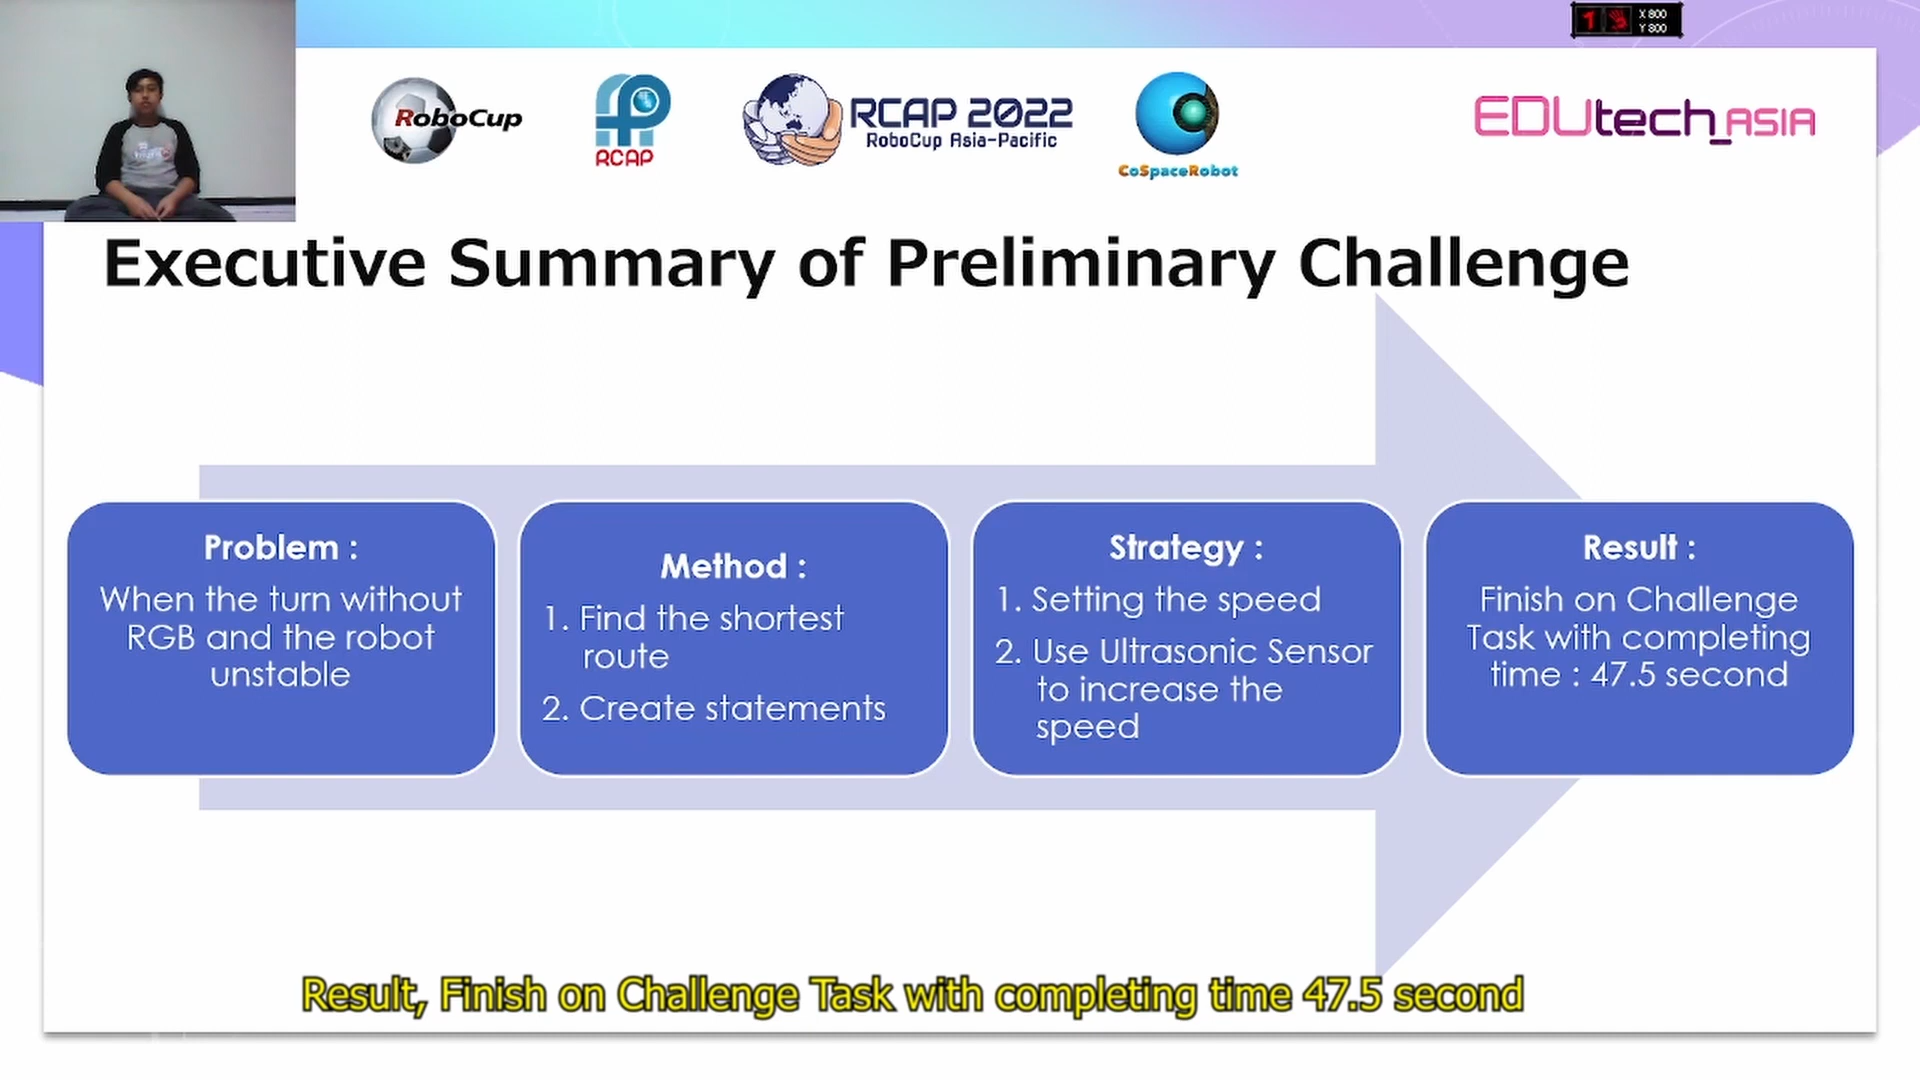 X 800
Y 800
RoboCup
RCAP
RCAP 2022
RoboCup Asia-Pacific
CoSpaceRobot
EDUtech_ASIA
Executive Summary of Preliminary Challenge
Problem :
When the turn without
RGB and the robot
unstable
Method :
1. Find the shortest
route
2. Create statements
Strategy :
1. Setting the speed
2. Use Ultrasonic Sensor
to increase the
speed
Result :
Finish on Challenge
Task with completing
time : 47.5 second
Result, Finish on Challenge Task with completing time 47.5 second